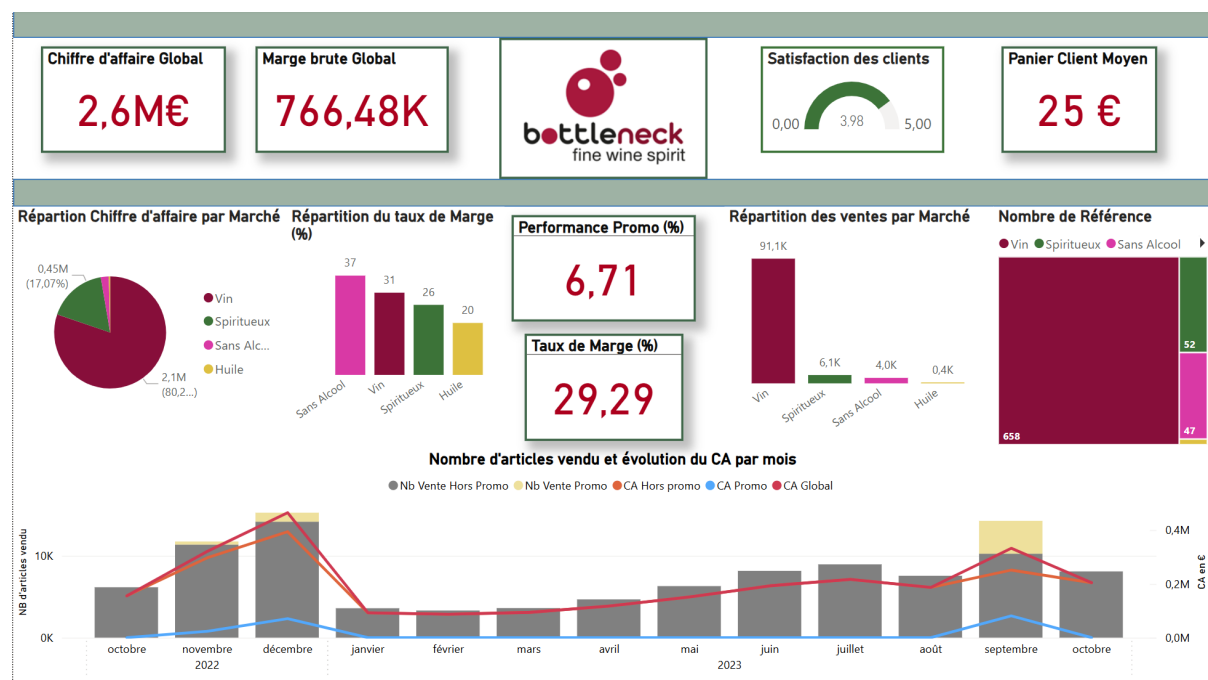 Chiffre d'affaire Global
2,6M€
Marge brute Global
766,48K
bottleneck
fine wine spirit
Satisfaction des clients
0,00
3.98
5,00
Panier Client Moyen
25 €
Répartion Chiffre d'affaire par Marché
0,45M
(17,07%)
2,1M
(80,2...)
Vin
Spiritueux
Sans Alc...
Huile
Répartition du taux de Marge
(%)
37
31
26
20
Sans Alcool
Vin
Spiritueux
Huile
Performance Promo (%)
6,71
Taux de Marge (%)
29,29
Répartition des ventes par Marché
91,1K
6,1K
4,0K
0,4K
Vin
Spiritueux
Sans Alcool
Huile
Nombre de Référence
Vin Spiritueux Sans Alcool
658
52
47
Nombre d'articles vendu et évolution du CA par mois
Nb Vente Hors Promo Nb Vente Promo CA Hors promo CA Promo CA Global
NB d'articles vendu
10K
0K
0,4M
0,2M
0,0M
CA en €
octobre novembre décembre janvier février mars avril mai juin juillet août septembre octobre
2022 2023